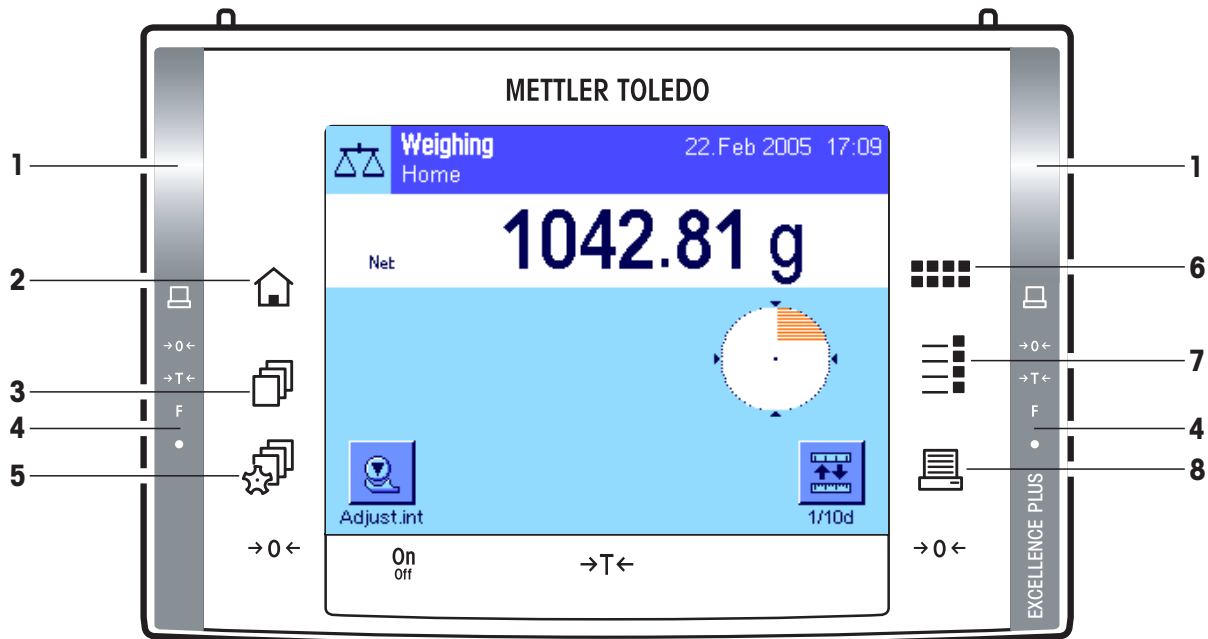 METTLER TOLEDO
Weighing 22.Feb 2005 17:09
Home
1 1
Net 1042.81 g
2 6
→0← →0←
3 7
→T← →T←
F F
4 4
5 8
Adjust.int 1/10d
→0← On →T← →0←
Off
EXCELLENCE PLUS